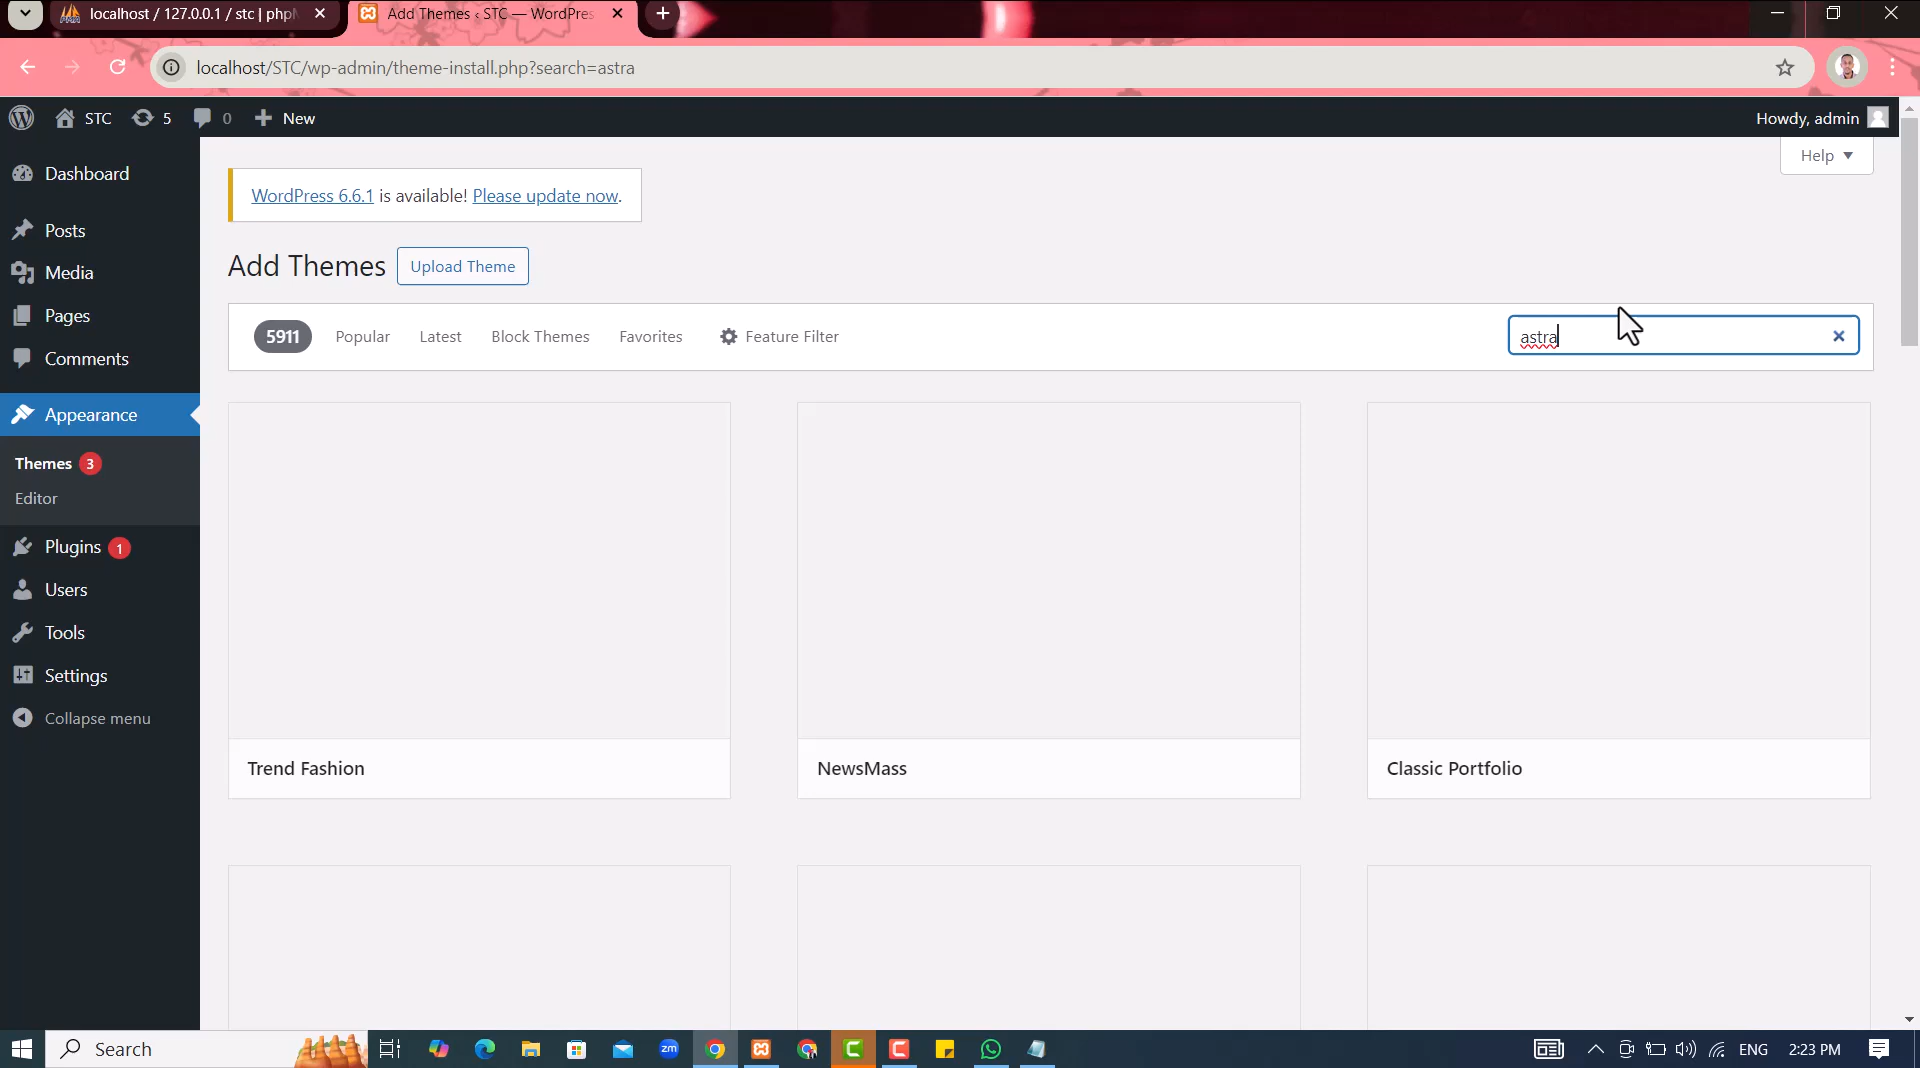 localhost / 127.0.0.1 / stc | phpM
Add Themes ‹ STC — WordPres
localhost/STC/wp-admin/theme-install.php?search=astra
STC
5
0
New
Howdy, admin
Help
Dashboard
Posts
Media
Pages
Comments
Appearance
Themes 3
Editor
Plugins 1
Users
Tools
Settings
Collapse menu
WordPress 6.6.1 is available! Please update now.
Add Themes
Upload Theme
5911
Popular
Latest
Block Themes
Favorites
Feature Filter
astra
Trend Fashion
NewsMass
Classic Portfolio
Search
zm
ENG
2:23 PM